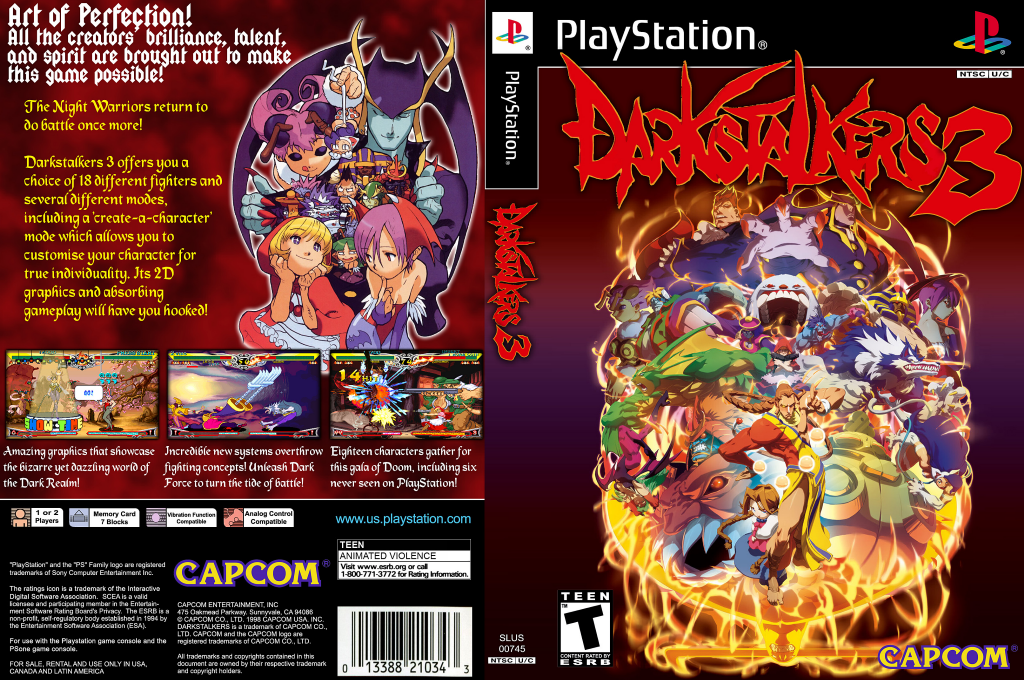 Art of Perfection!
All the creators' brilliance, talent,
and spirit are brought out to make
this game possible!
The Night Warriors return to
do battle once more!
Darkstalkers 3 offers you a
choice of 18 different fighters and
several different modes,
including a 'create-a-character'
mode which allows you to
customise your character for
true individuality. Its 2D
graphics and absorbing
gameplay will have you hooked!
GO!
14
Amazing graphics that showcase
the bizarre yet dazzling world of
the Dark Realm!
Incredible new systems overthrow
fighting concepts! Unleash Dark
Force to turn the tide of battle!
Eighteen characters gather for
this gala of Doom, including six
never seen on PlayStation!
1 or 2
Players
Memory Card
7 Blocks
Vibration Function
Compatible
Analog Control
Compatible
www.us.playstation.com
"PlayStation" and the "PS" Family logo are registered
trademarks of Sony Computer Entertainment Inc.
The ratings icon is a trademark of the Interactive
Digital Software Association. SCEA is a valid
licensee and participating member in the Entertain-
ment Software Rating Board's Privacy. The ESRB is a
non-profit, self-regulatory body established in 1994 by
the Entertainment Software Association (ESA).
For use with the Playstation game console and the
PSone game console.
FOR SALE, RENTAL AND USE ONLY IN USA,
CANADA AND LATIN AMERICA
CAPCOM®
CAPCOM ENTERTAINMENT, INC
475 Oakmead Parkway, Sunnyvale, CA 94086
© CAPCOM CO., LTD. 1998 CAPCOM USA. INC.
DARKSTALKERS is a trademark of CAPCOM CO.,
LTD. CAPCOM and the CAPCOM logo are
registered trademarks of CAPCOM CO., LTD.
All trademarks and copyrights contained in this
document are owned by their respective trademark
and copyright holders.
TEEN
ANIMATED VIOLENCE
Visit www.esrb.org or call
1-800-771-3772 for Rating Information.
0 13388 21034 3
PlayStation®
DARKSTALKERS 3
SLUS
00745
NTSC U/C
PlayStation®
NTSC U/C
DARKSTALKERS 3
TEEN
T
™
CONTENT RATED BY
ESRB
CAPCOM®